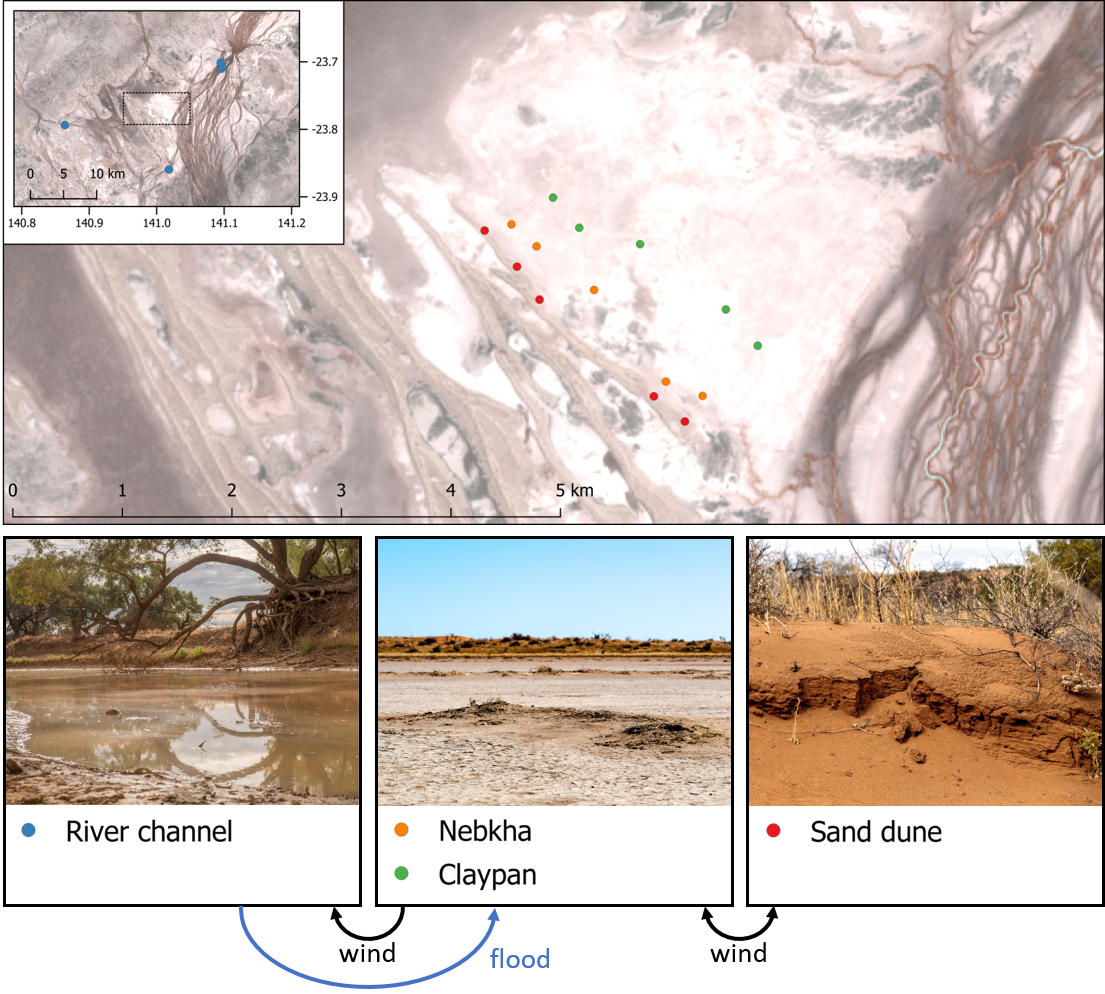 -23.7
-23.8
-23.9
0 5 10 km
140.8 140.9 141.0 141.1 141.2
0 1 2 3 4 5 km
River channel
Nebkha
Claypan
Sand dune
wind
flood
wind